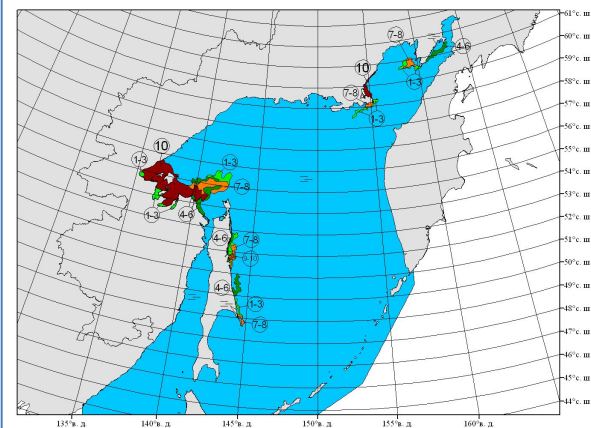 61°с. ш
7-8
60°с. ш
4-6
59°с. ш
10
58°с. ш
1-3
7-8
57°с. ш
1-3
56°с. ш
10
55°с. ш
1-3
1-3
54°с. ш
7-8
53°с. ш
1-3
4-6
52°с. ш
4-6
7-8
51°с. ш
9-10
50°с. ш
4-6
49°с. ш
1-3
48°с. ш
7-8
47°с. ш
46°с. ш
45°с. ш
44°с. ш
135°в. д.
140°в. д.
145°в. д.
150°в. д.
155°в. д.
160°в. д.